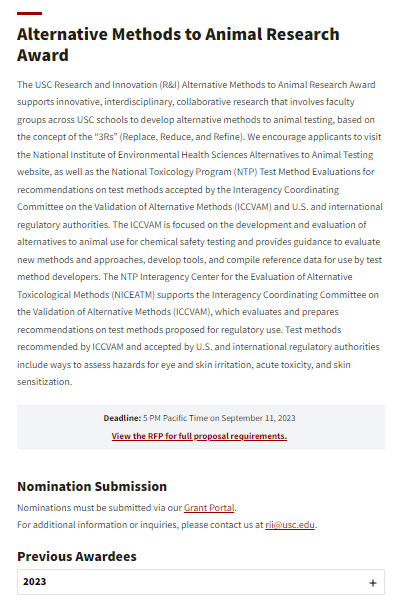 Alternative Methods to Animal Research
Award
The USC Research and Innovation (R&I) Alternative Methods to Animal Research Award
supports innovative, interdisciplinary, collaborative research that involves faculty
groups across USC schools to develop alternative methods to animal testing, based on
the concept of the “3Rs” (Replace, Reduce, and Refine). We encourage applicants to visit
the National Institute of Environmental Health Sciences Alternatives to Animal Testing
website, as well as the National Toxicology Program (NTP) Test Method Evaluations for
recommendations on test methods accepted by the Interagency Coordinating
Committee on the Validation of Alternative Methods (ICCVAM) and U.S. and international
regulatory authorities. The ICCVAM is focused on the development and evaluation of
alternatives to animal use for chemical safety testing and provides guidance to evaluate
new methods and approaches, develop tools, and compile reference data for use by test
method developers. The NTP Interagency Center for the Evaluation of Alternative
Toxicological Methods (NICEATM) supports the Interagency Coordinating Committee on
the Validation of Alternative Methods (ICCVAM), which evaluates and prepares
recommendations on test methods proposed for regulatory use. Test methods
recommended by ICCVAM and accepted by U.S. and international regulatory authorities
include ways to assess hazards for eye and skin irritation, acute toxicity, and skin
sensitization.
Deadline: 5 PM Pacific Time on September 11, 2023
View the RFP for full proposal requirements.
Nomination Submission
Nominations must be submitted via our Grant Portal.
For additional information or inquiries, please contact us at rii@usc.edu.
Previous Awardees
2023 +